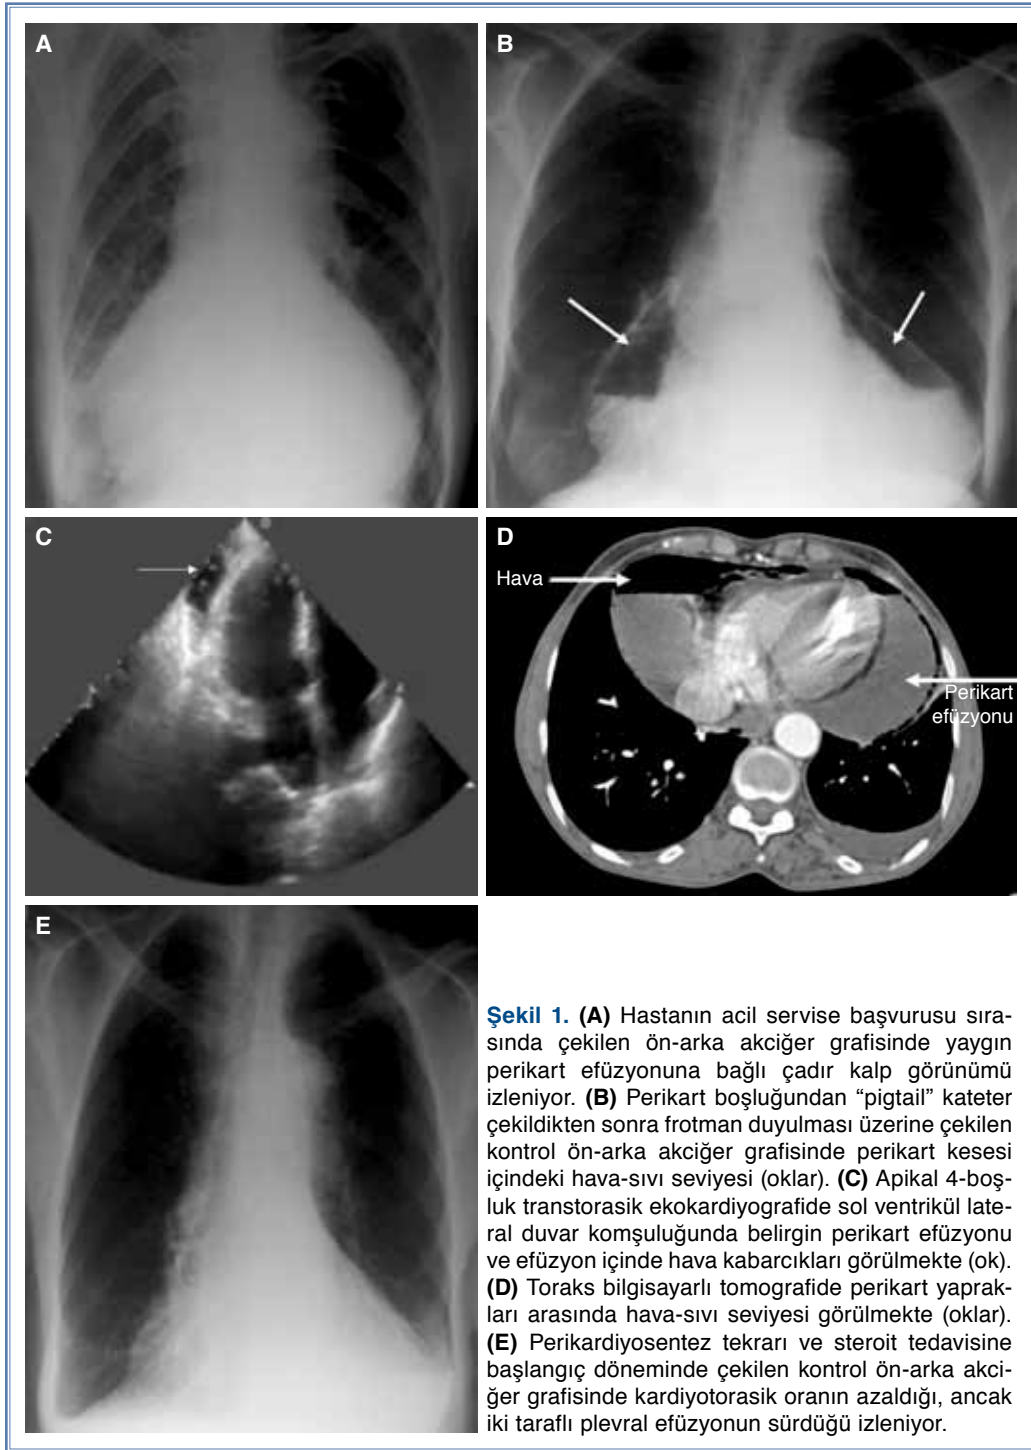 A
B
C
D
Hava
Perikart
efüzyonu
E
Şekil 1. (A) Hastanın acil servise başvurusu sıra-
sında çekilen ön-arka akciğer grafisinde yaygın
perikart efüzyonuna bağlı çadır kalp görünümü
izleniyor. (B) Perikart boşluğundan “pigtail” kateter
çekildikten sonra frotman duyulması üzerine çekilen
kontrol ön-arka akciğer grafisinde perikart kesesi
içindeki hava-sıvı seviyesi (oklar). (C) Apikal 4-boş-
luk transtorasik ekokardiyografide sol ventrikül late-
ral duvar komşuluğunda belirgin perikart efüzyonu
ve efüzyon içinde hava kabarcıkları görülmekte (ok).
(D) Toraks bilgisayarlı tomografide perikart yaprak-
ları arasında hava-sıvı seviyesi görülmekte (oklar).
(E) Perikardiyosentez tekrarı ve steroit tedavisine
başlangıç döneminde çekilen kontrol ön-arka akci-
ğer grafisinde kardiyotorasik oranın azaldığı, ancak
iki taraflı plevral efüzyonun sürdüğü izleniyor.